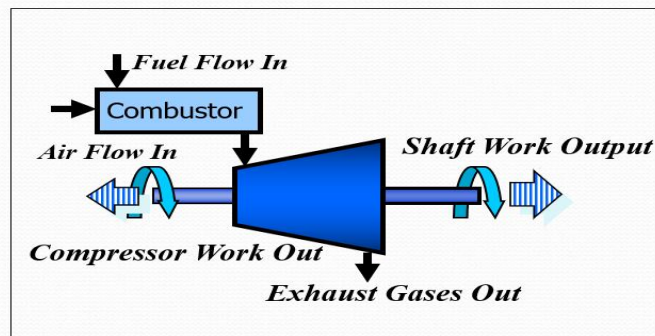 Fuel Flow In
Combustor
Air Flow In
Shaft Work Output
Compressor Work Out
Exhaust Gases Out